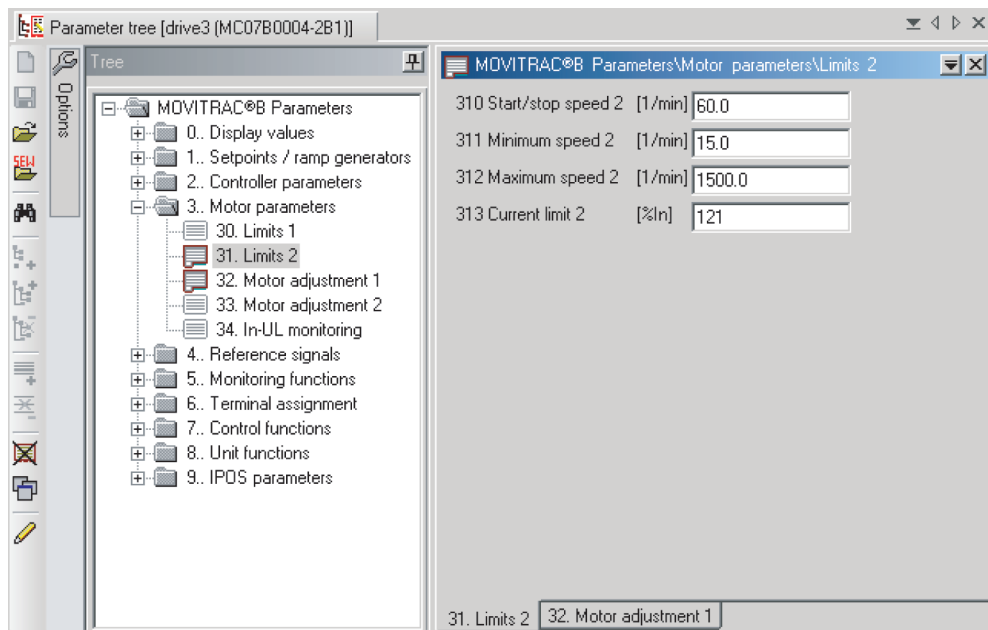 Parameter tree [drive3 (MC07B0004-2B1)]
SEW
Options
Tree
MOVITRAC®B Parameters
0.. Display values
1.. Setpoints / ramp generators
2.. Controller parameters
3.. Motor parameters
30. Limits 1
31. Limits 2
32. Motor adjustment 1
33. Motor adjustment 2
34. In-UL monitoring
4.. Reference signals
5.. Monitoring functions
6.. Terminal assignment
7.. Control functions
8.. Unit functions
9.. IPOS parameters
MOVITRAC®B Parameters\Motor parameters\Limits 2
310 Start/stop speed 2 [1/min] 60.0
311 Minimum speed 2 [1/min] 15.0
312 Maximum speed 2 [1/min] 1500.0
313 Current limit 2 [%In] 121
31. Limits 2 32. Motor adjustment 1